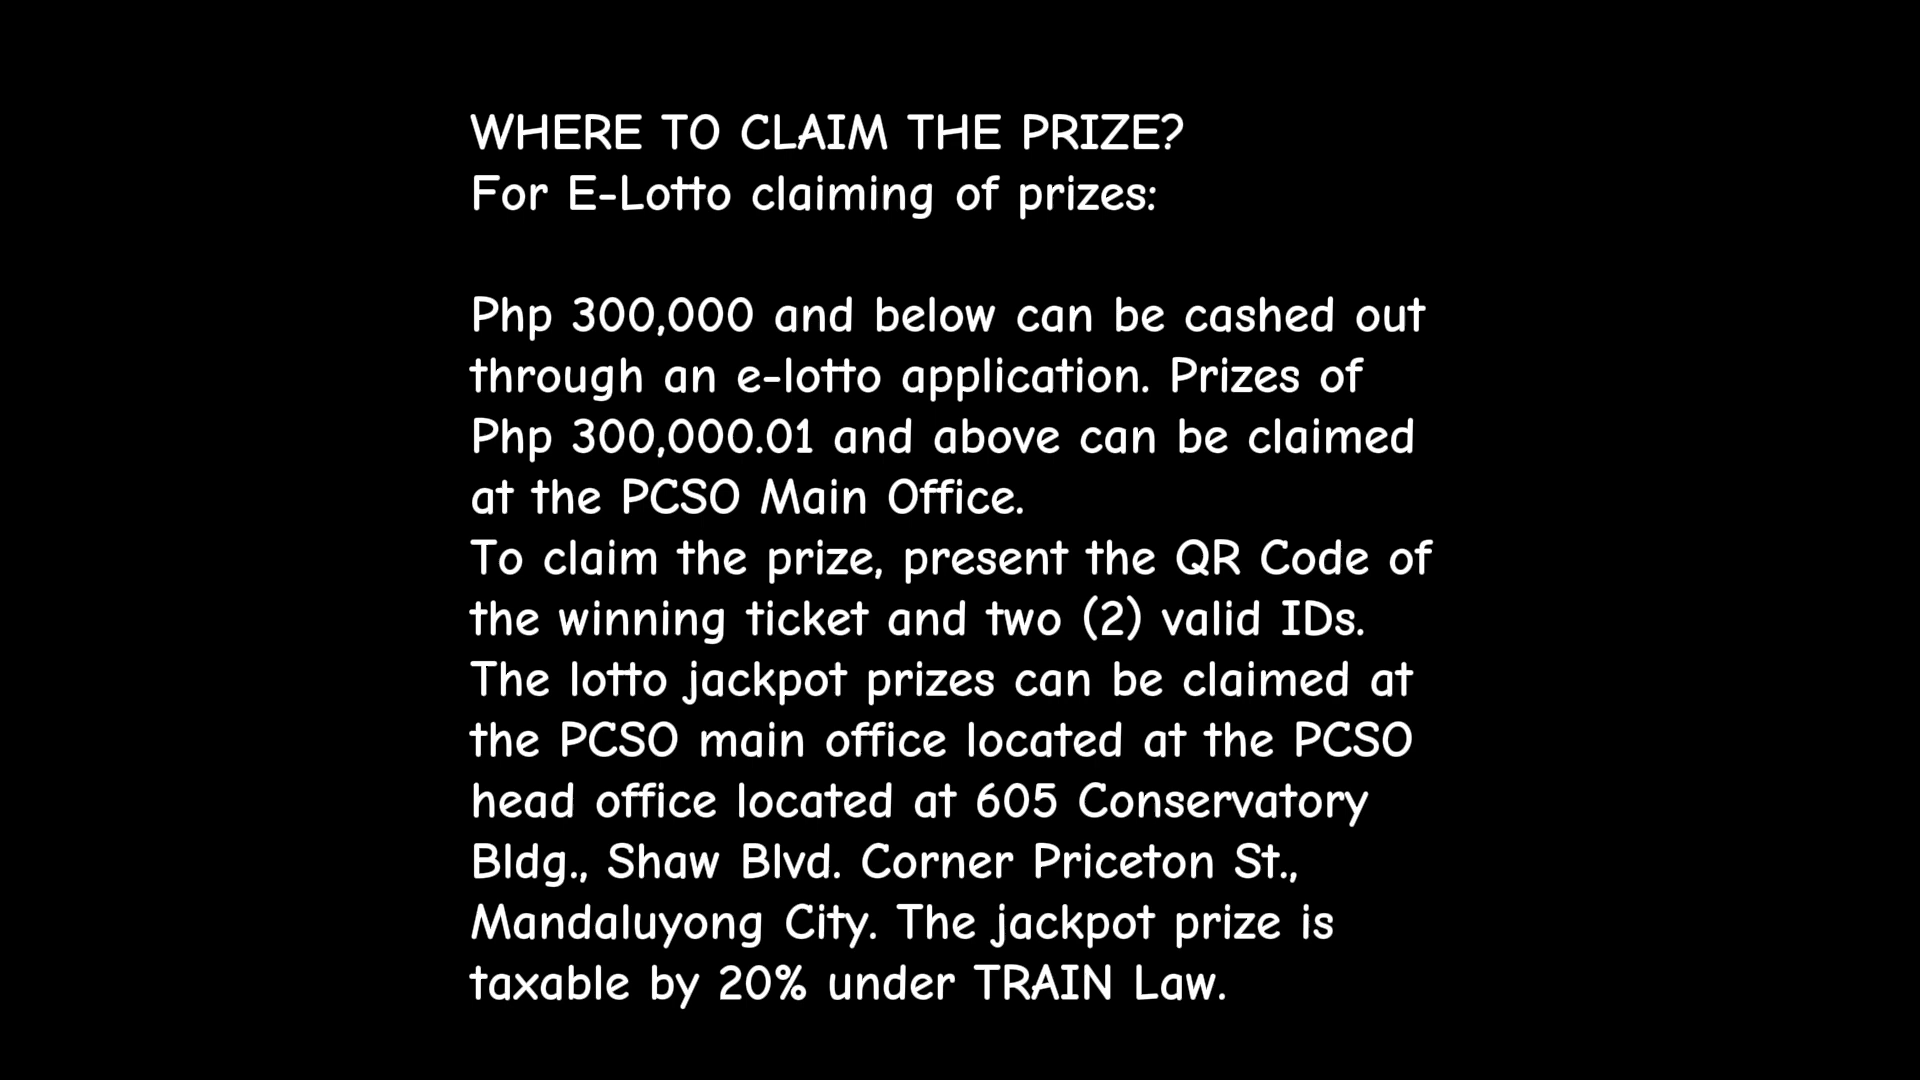 WHERE TO CLAIM THE PRIZE?
For E-Lotto claiming of prizes:
Php 300,000 and below can be cashed out
through an e-lotto application. Prizes of
Php 300,000.01 and above can be claimed
at the PCSO Main Office.
To claim the prize, present the QR Code of
the winning ticket and two (2) valid IDs.
The lotto jackpot prizes can be claimed at
the PCSO main office located at the PCSO
head office located at 605 Conservatory
Bldg., Shaw Blvd. Corner Priceton St.,
Mandaluyong City. The jackpot prize is
taxable by 20% under TRAIN Law.